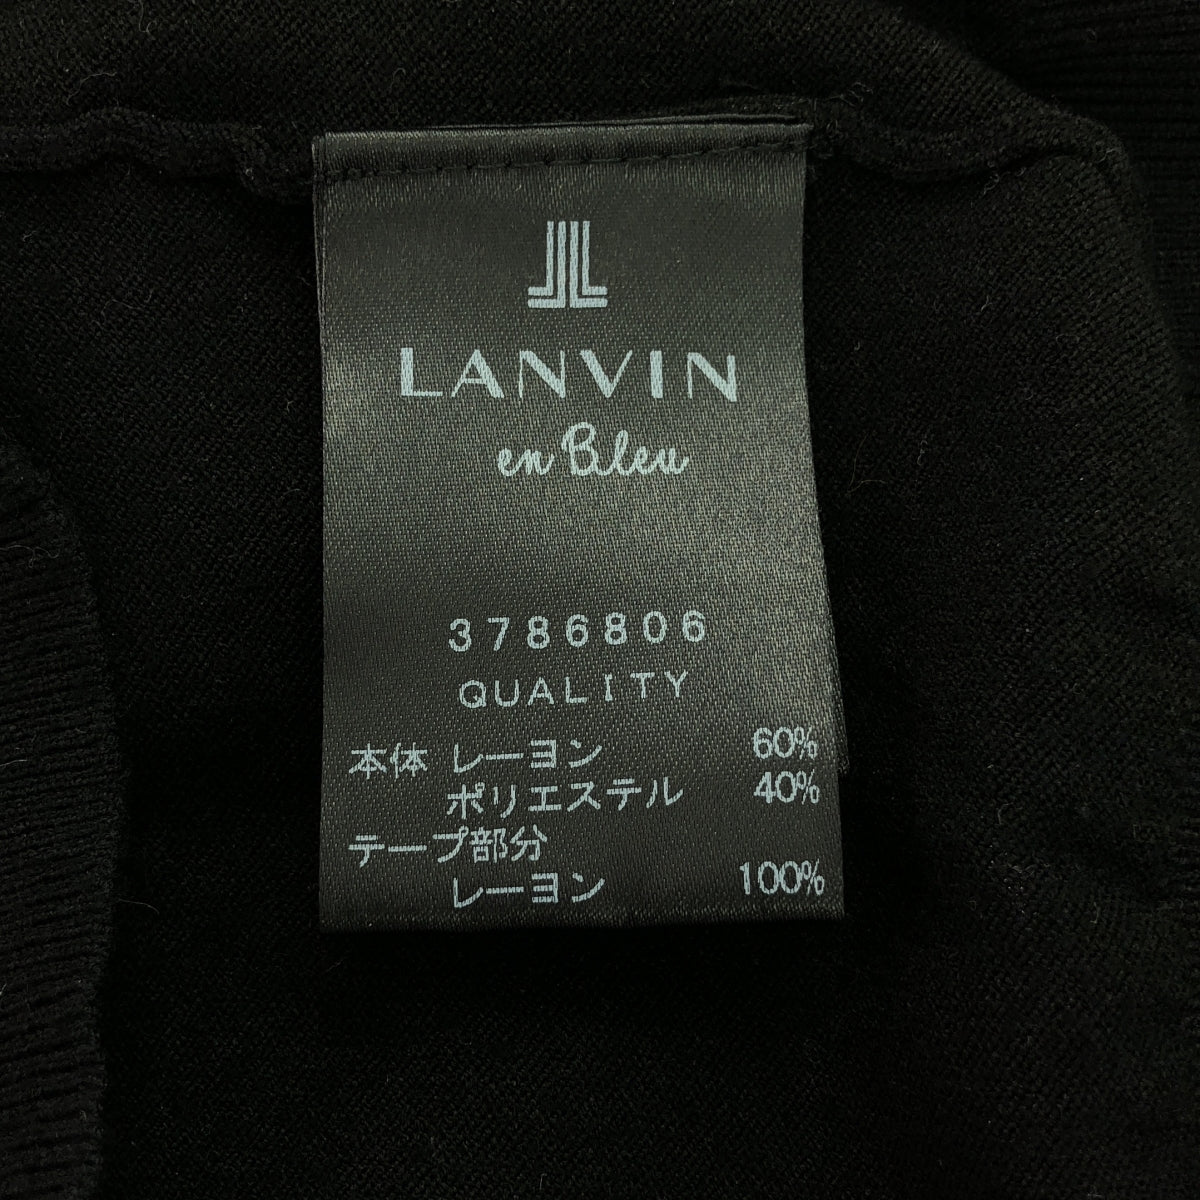 LANVIN
en Bleu
3786806
QUALITY
本体 レーヨン 60%
ポリエステル 40%
テープ部分
レーヨン 100%